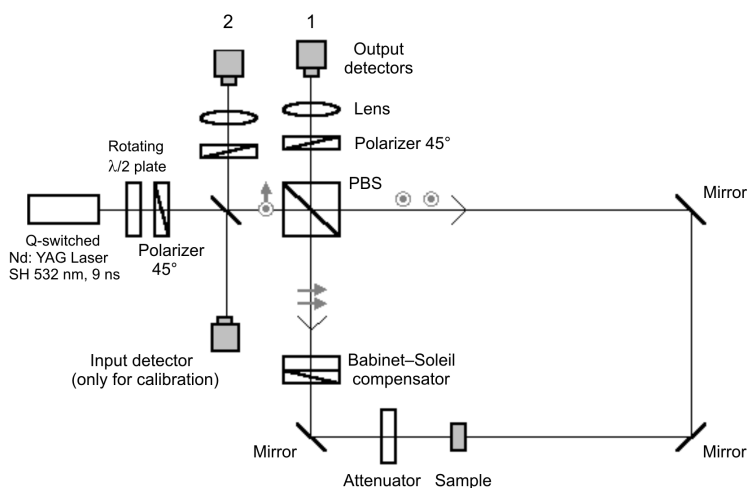 2
1
Output
detectors
Lens
Polarizer 45°
Rotating
λ/2 plate
PBS
Mirror
Q-switched
Nd: YAG Laser
SH 532 nm, 9 ns
Polarizer
45°
Input detector
(only for calibration)
Babinet–Soleil
compensator
Mirror
Attenuator
Sample
Mirror